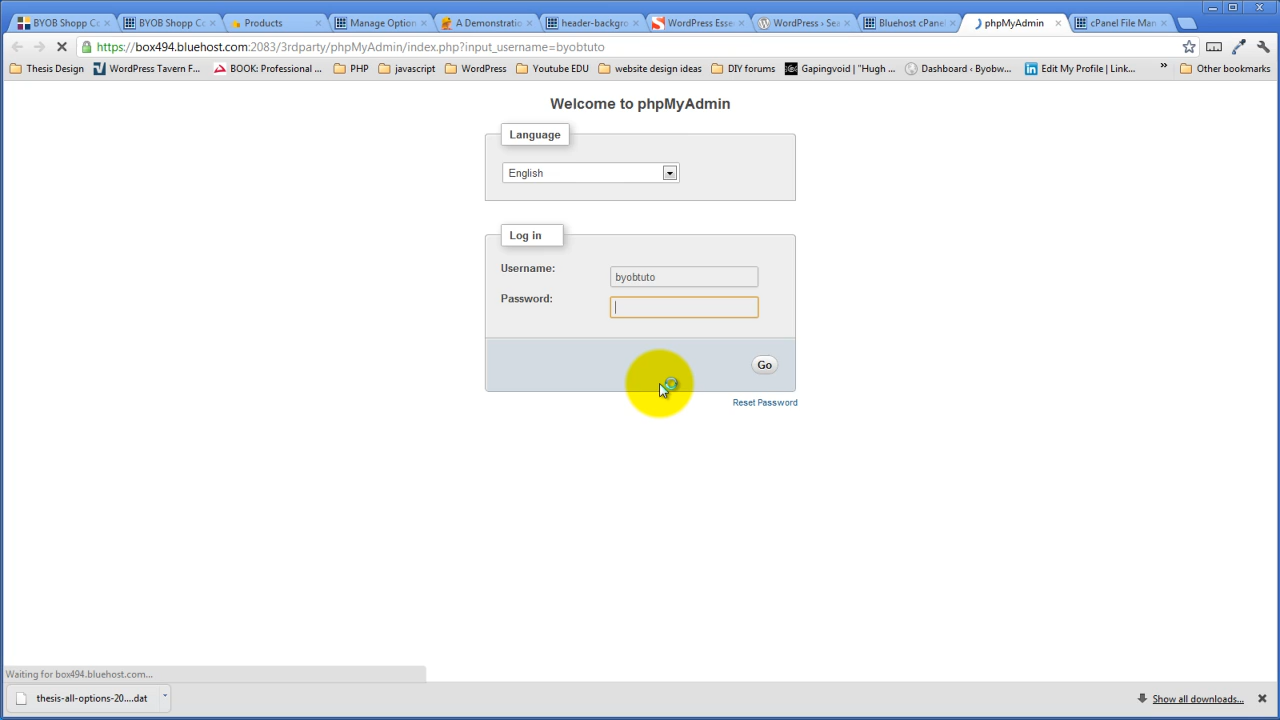 BYOB Shopp Cc
BYOB Shopp Cc
Products
Manage Option
A Demonstratio
header-backgro
WordPress Esse
WordPress › Sea
Bluehost cPanel
phpMyAdmin
cPanel File Man
https://box494.bluehost.com:2083/3rdparty/phpMyAdmin/index.php?input_username=byobtuto
Thesis Design
WordPress Tavern F...
BOOK: Professional ...
PHP
javascript
WordPress
Youtube EDU
website design ideas
DIY forums
Gapingvoid | "Hugh ...
Dashboard ‹ Byobw...
Edit My Profile | Link...
»
Other bookmarks
Welcome to phpMyAdmin
Language
English
Log in
Username:
byobtuto
Password:
Go
Reset Password
Waiting for box494.bluehost.com...
thesis-all-options-20....dat
Show all downloads...